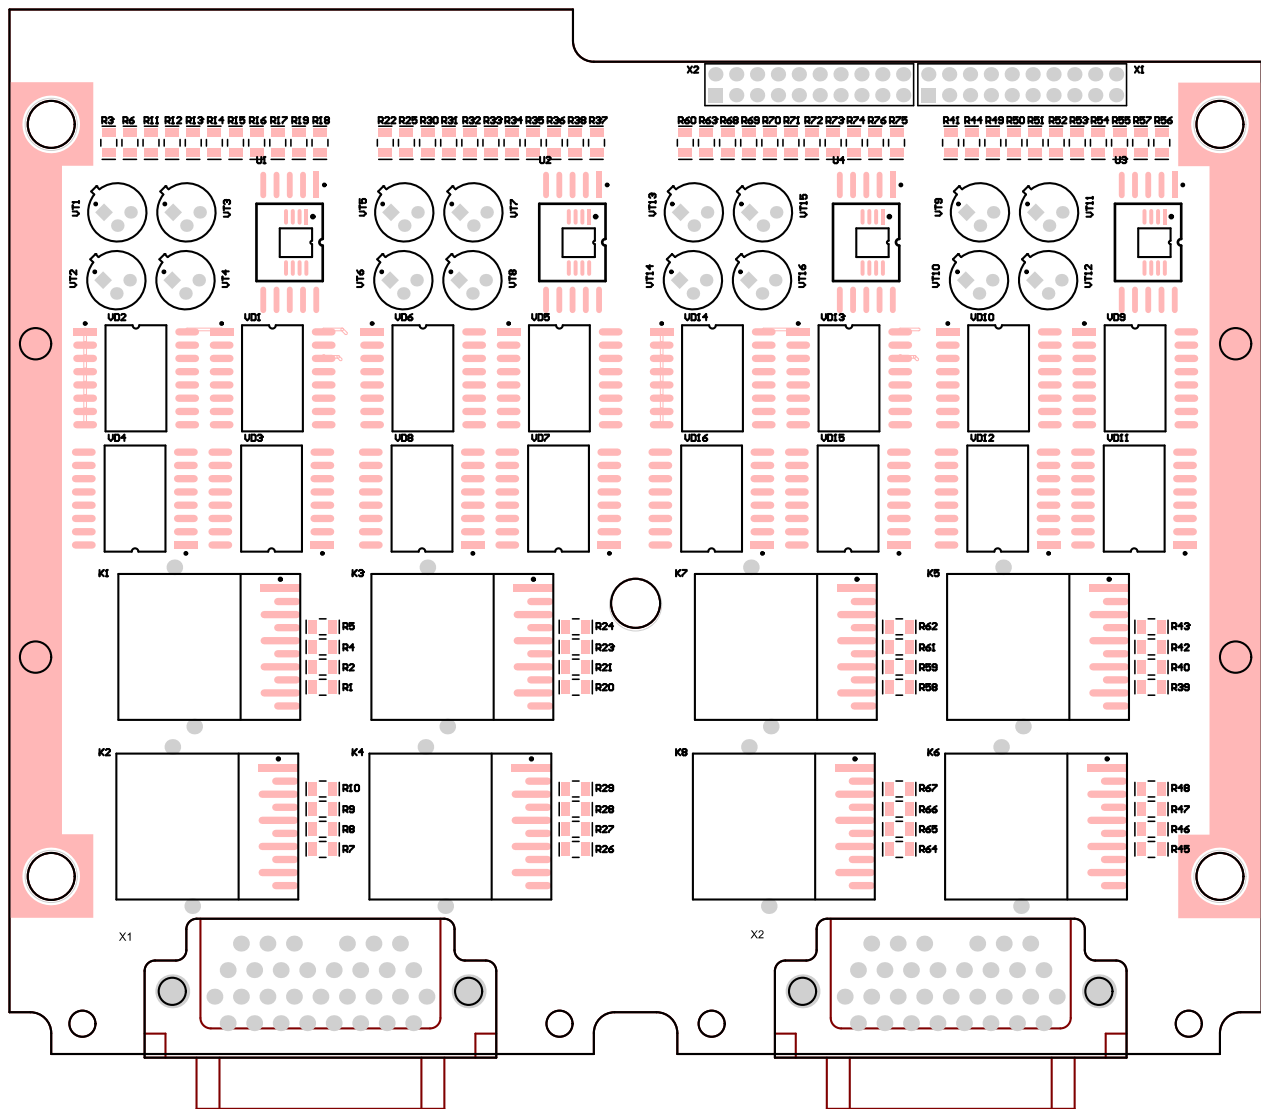 X2 X1
R3 R6 R11 R12 R13 R14 R15 R16 R17 R19 R18 R22 R25 R30 R31 R32 R33 R34 R35 R36 R38 R37 R60 R63 R68 R69 R70 R71 R72 R73 R74 R76 R75 R41 R44 R49 R50 R51 R52 R53 R54 R55 R57 R56
U1 U2 U4 U3
VT1 VT3 VT5 VT7 VT13 VT15 VT9 VT11
VT2 VT4 VT6 VT8 VT14 VT16 VT10 VT12
VD2 VD1 VD6 VD5 VD14 VD13 VD10 VD9
VD4 VD3 VD8 VD7 VD16 VD15 VD12 VD11
K1 K3 K7 K5
R5 R24 R62 R43
R4 R23 R61 R42
R2 R21 R59 R40
R1 R20 R58 R39
K2 K4 K8 K6
R10 R29 R67 R48
R9 R28 R66 R47
R8 R27 R65 R46
R7 R26 R64 R45
X1 X2